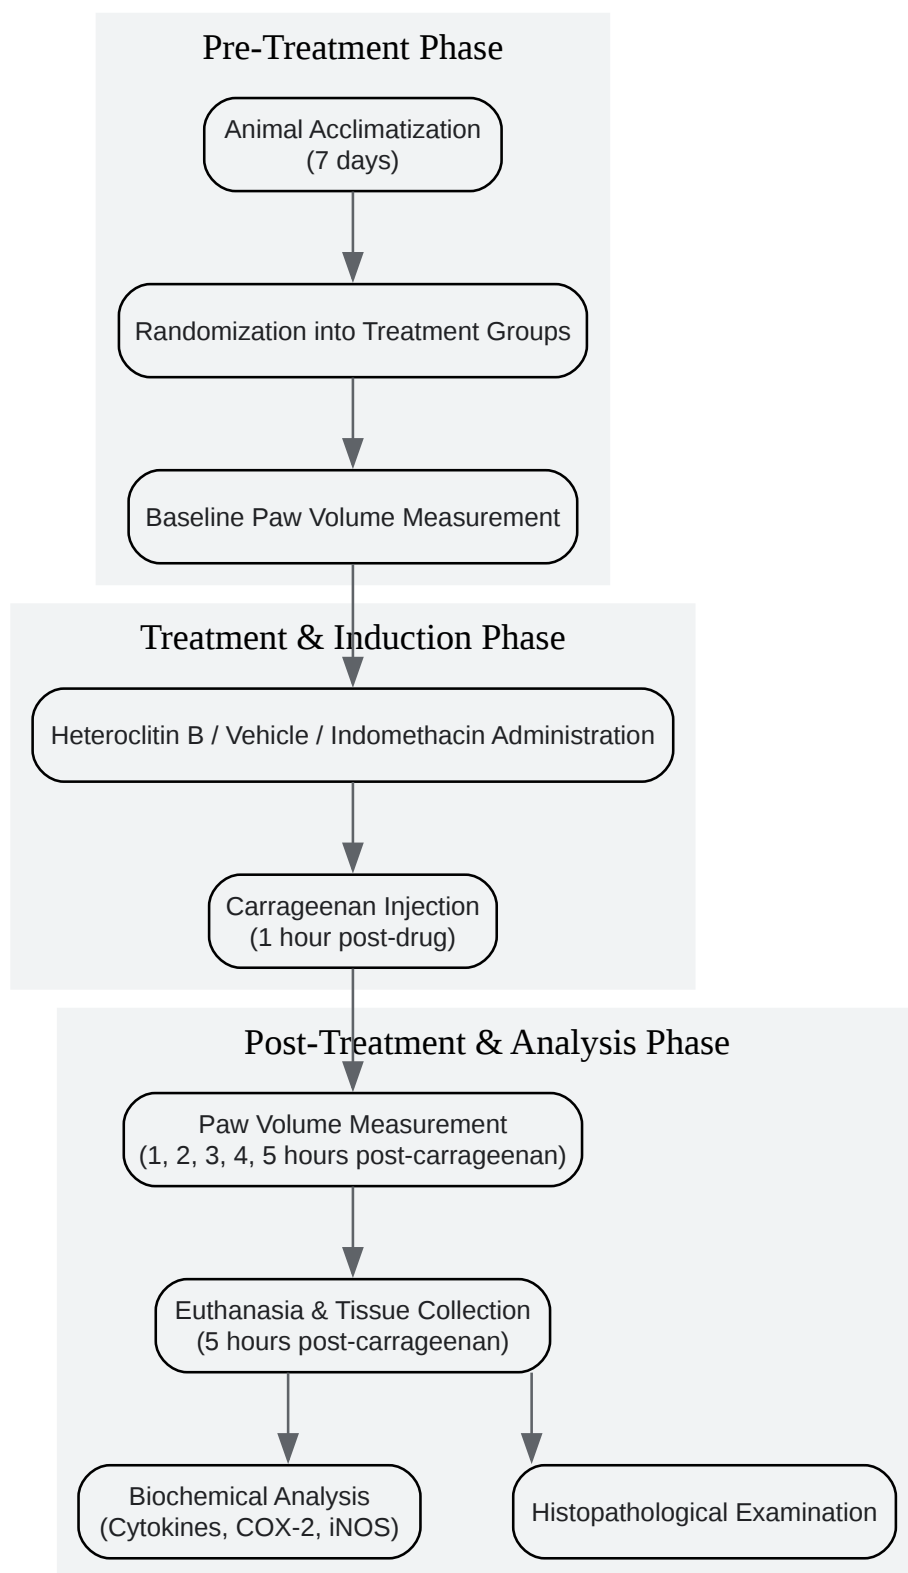 Pre-Treatment Phase
Animal Acclimatization
(7 days)
Randomization into Treatment Groups
Baseline Paw Volume Measurement
Treatment & Induction Phase
Heteroclitin B / Vehicle / Indomethacin Administration
Carrageenan Injection
(1 hour post-drug)
Post-Treatment & Analysis Phase
Paw Volume Measurement
(1, 2, 3, 4, 5 hours post-carrageenan)
Euthanasia & Tissue Collection
(5 hours post-carrageenan)
Biochemical Analysis
(Cytokines, COX-2, iNOS)
Histopathological Examination